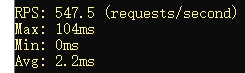 RPS: 547.5 (requests/second)
Max: 104ms
Min: 0ms
Avg: 2.2ms